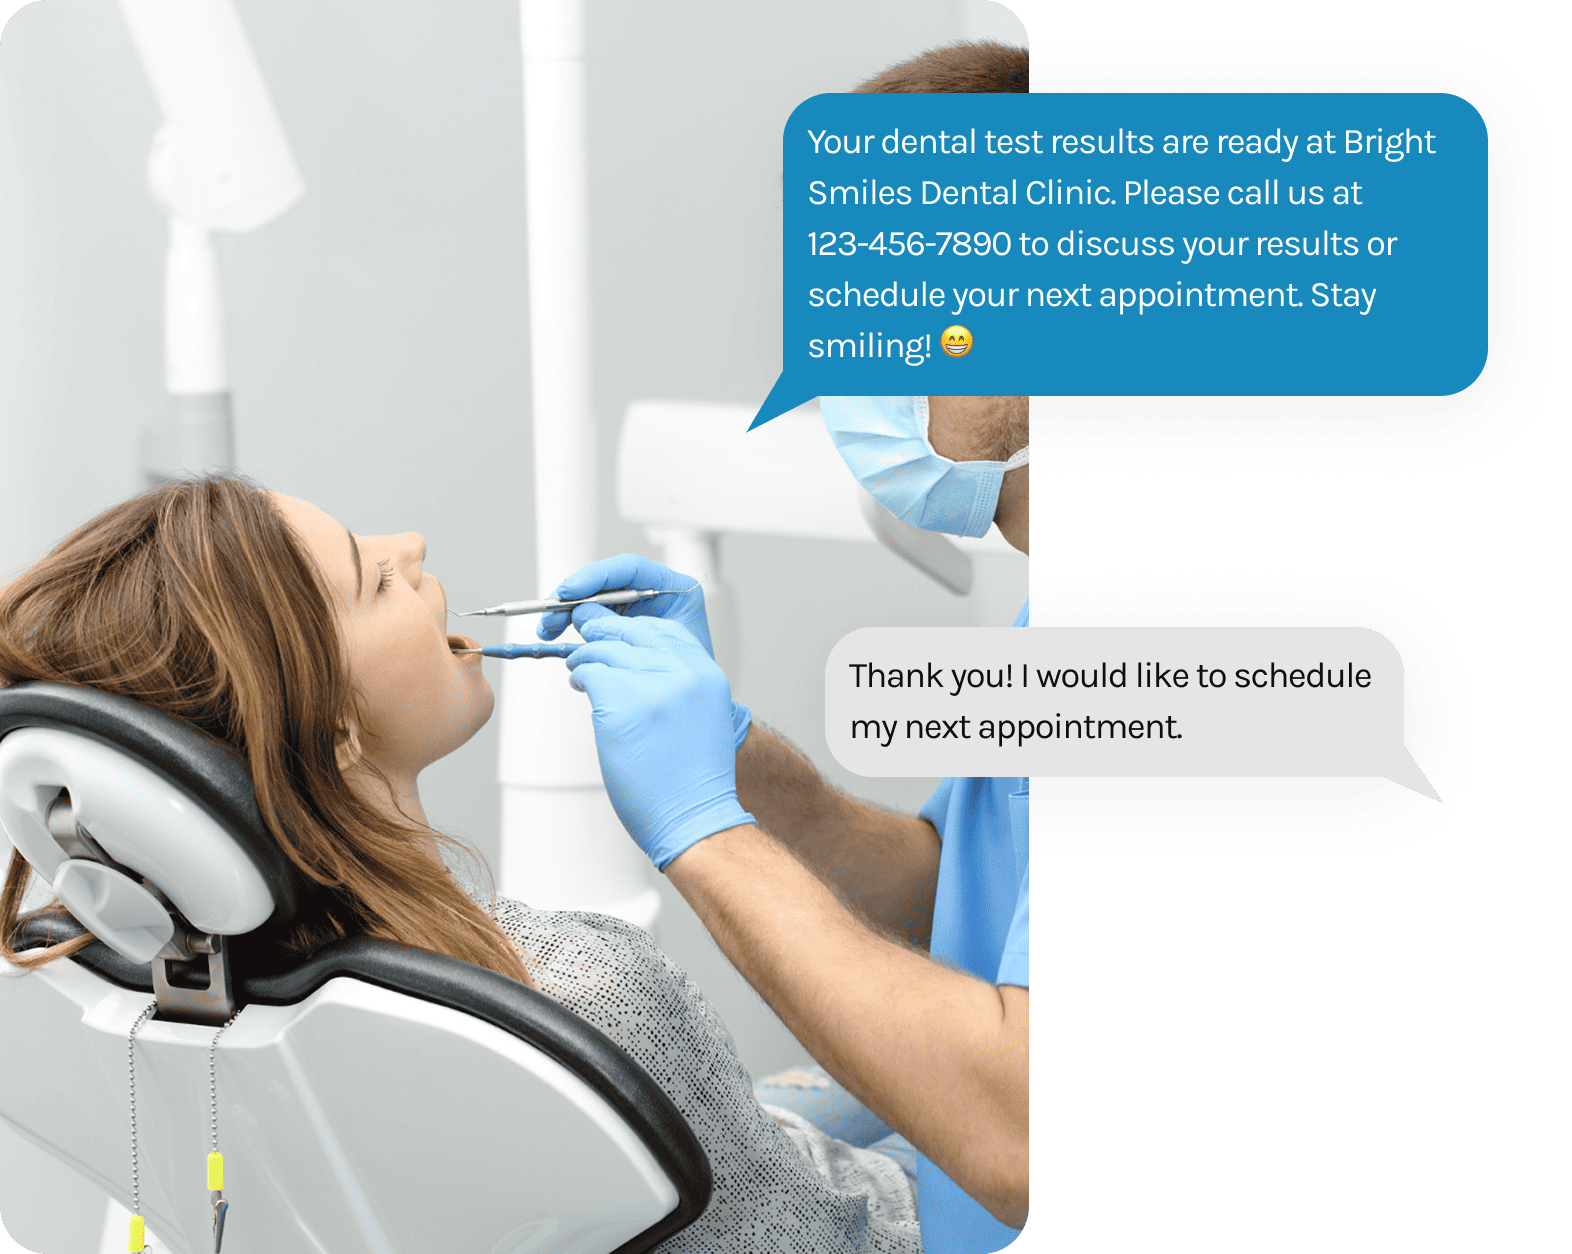 Your dental test results are ready at Bright
Smiles Dental Clinic. Please call us at
123-456-7890 to discuss your results or
schedule your next appointment. Stay
smiling! 😁
Thank you! I would like to schedule
my next appointment.